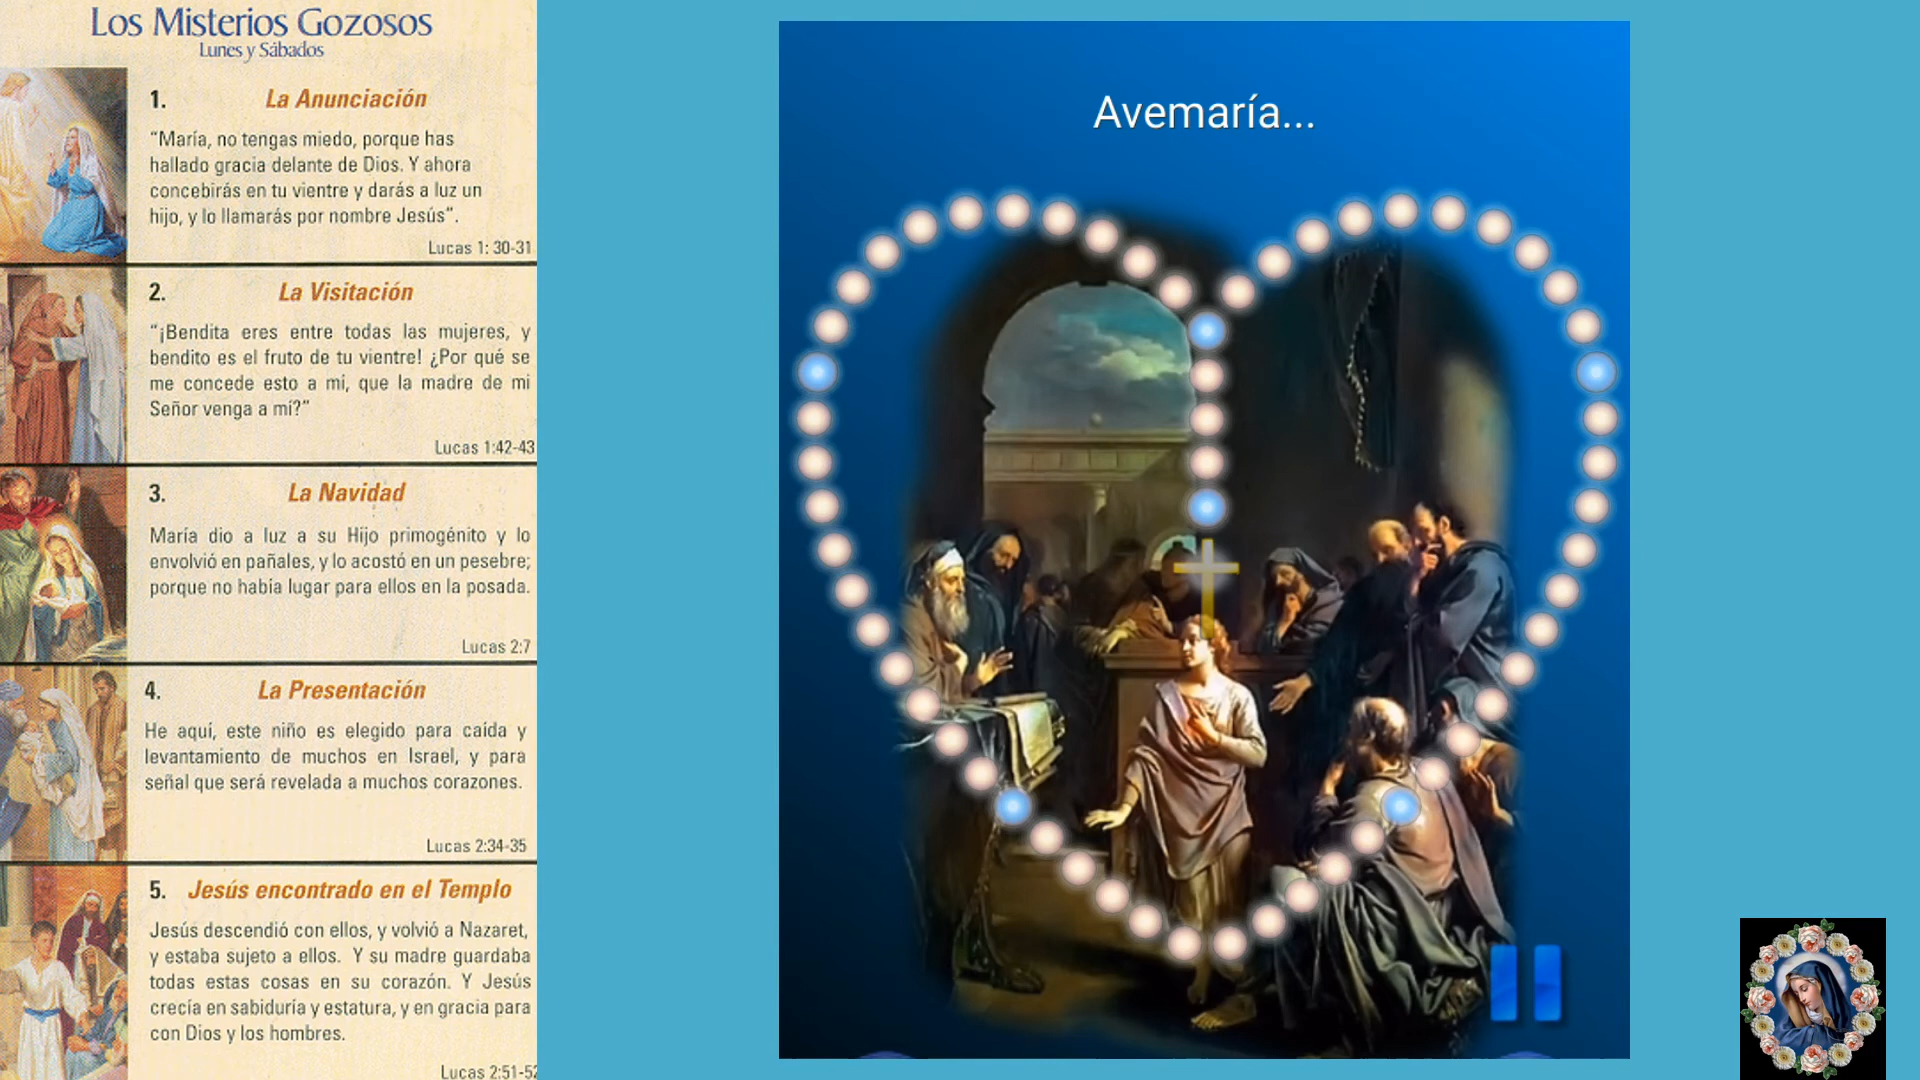 Los Misterios Gozosos
Lunes y Sábados
1. La Anunciación
“María, no tengas miedo, porque has
hallado gracia delante de Dios. Y ahora
concebirás en tu vientre y darás a luz un
hijo, y lo llamarás por nombre Jesús”.
Lucas 1: 30-31
2. La Visitación
“¡Bendita eres entre todas las mujeres, y
bendito es el fruto de tu vientre! ¿Por qué se
me concede esto a mí, que la madre de mi
Señor venga a mí?”
Lucas 1:42-43
3. La Navidad
María dio a luz a su Hijo primogénito y lo
envolvió en pañales, y lo acostó en un pesebre;
porque no había lugar para ellos en la posada.
Lucas 2:7
4. La Presentación
He aquí, este niño es elegido para caída y
levantamiento de muchos en Israel, y para
señal que será revelada a muchos corazones.
Lucas 2:34-35
5. Jesús encontrado en el Templo
Jesús descendió con ellos, y volvió a Nazaret,
y estaba sujeto a ellos. Y su madre guardaba
todas estas cosas en su corazón. Y Jesús
crecía en sabiduría y estatura, y en gracia para
con Dios y los hombres.
Lucas 2:51-52
Avemaría...